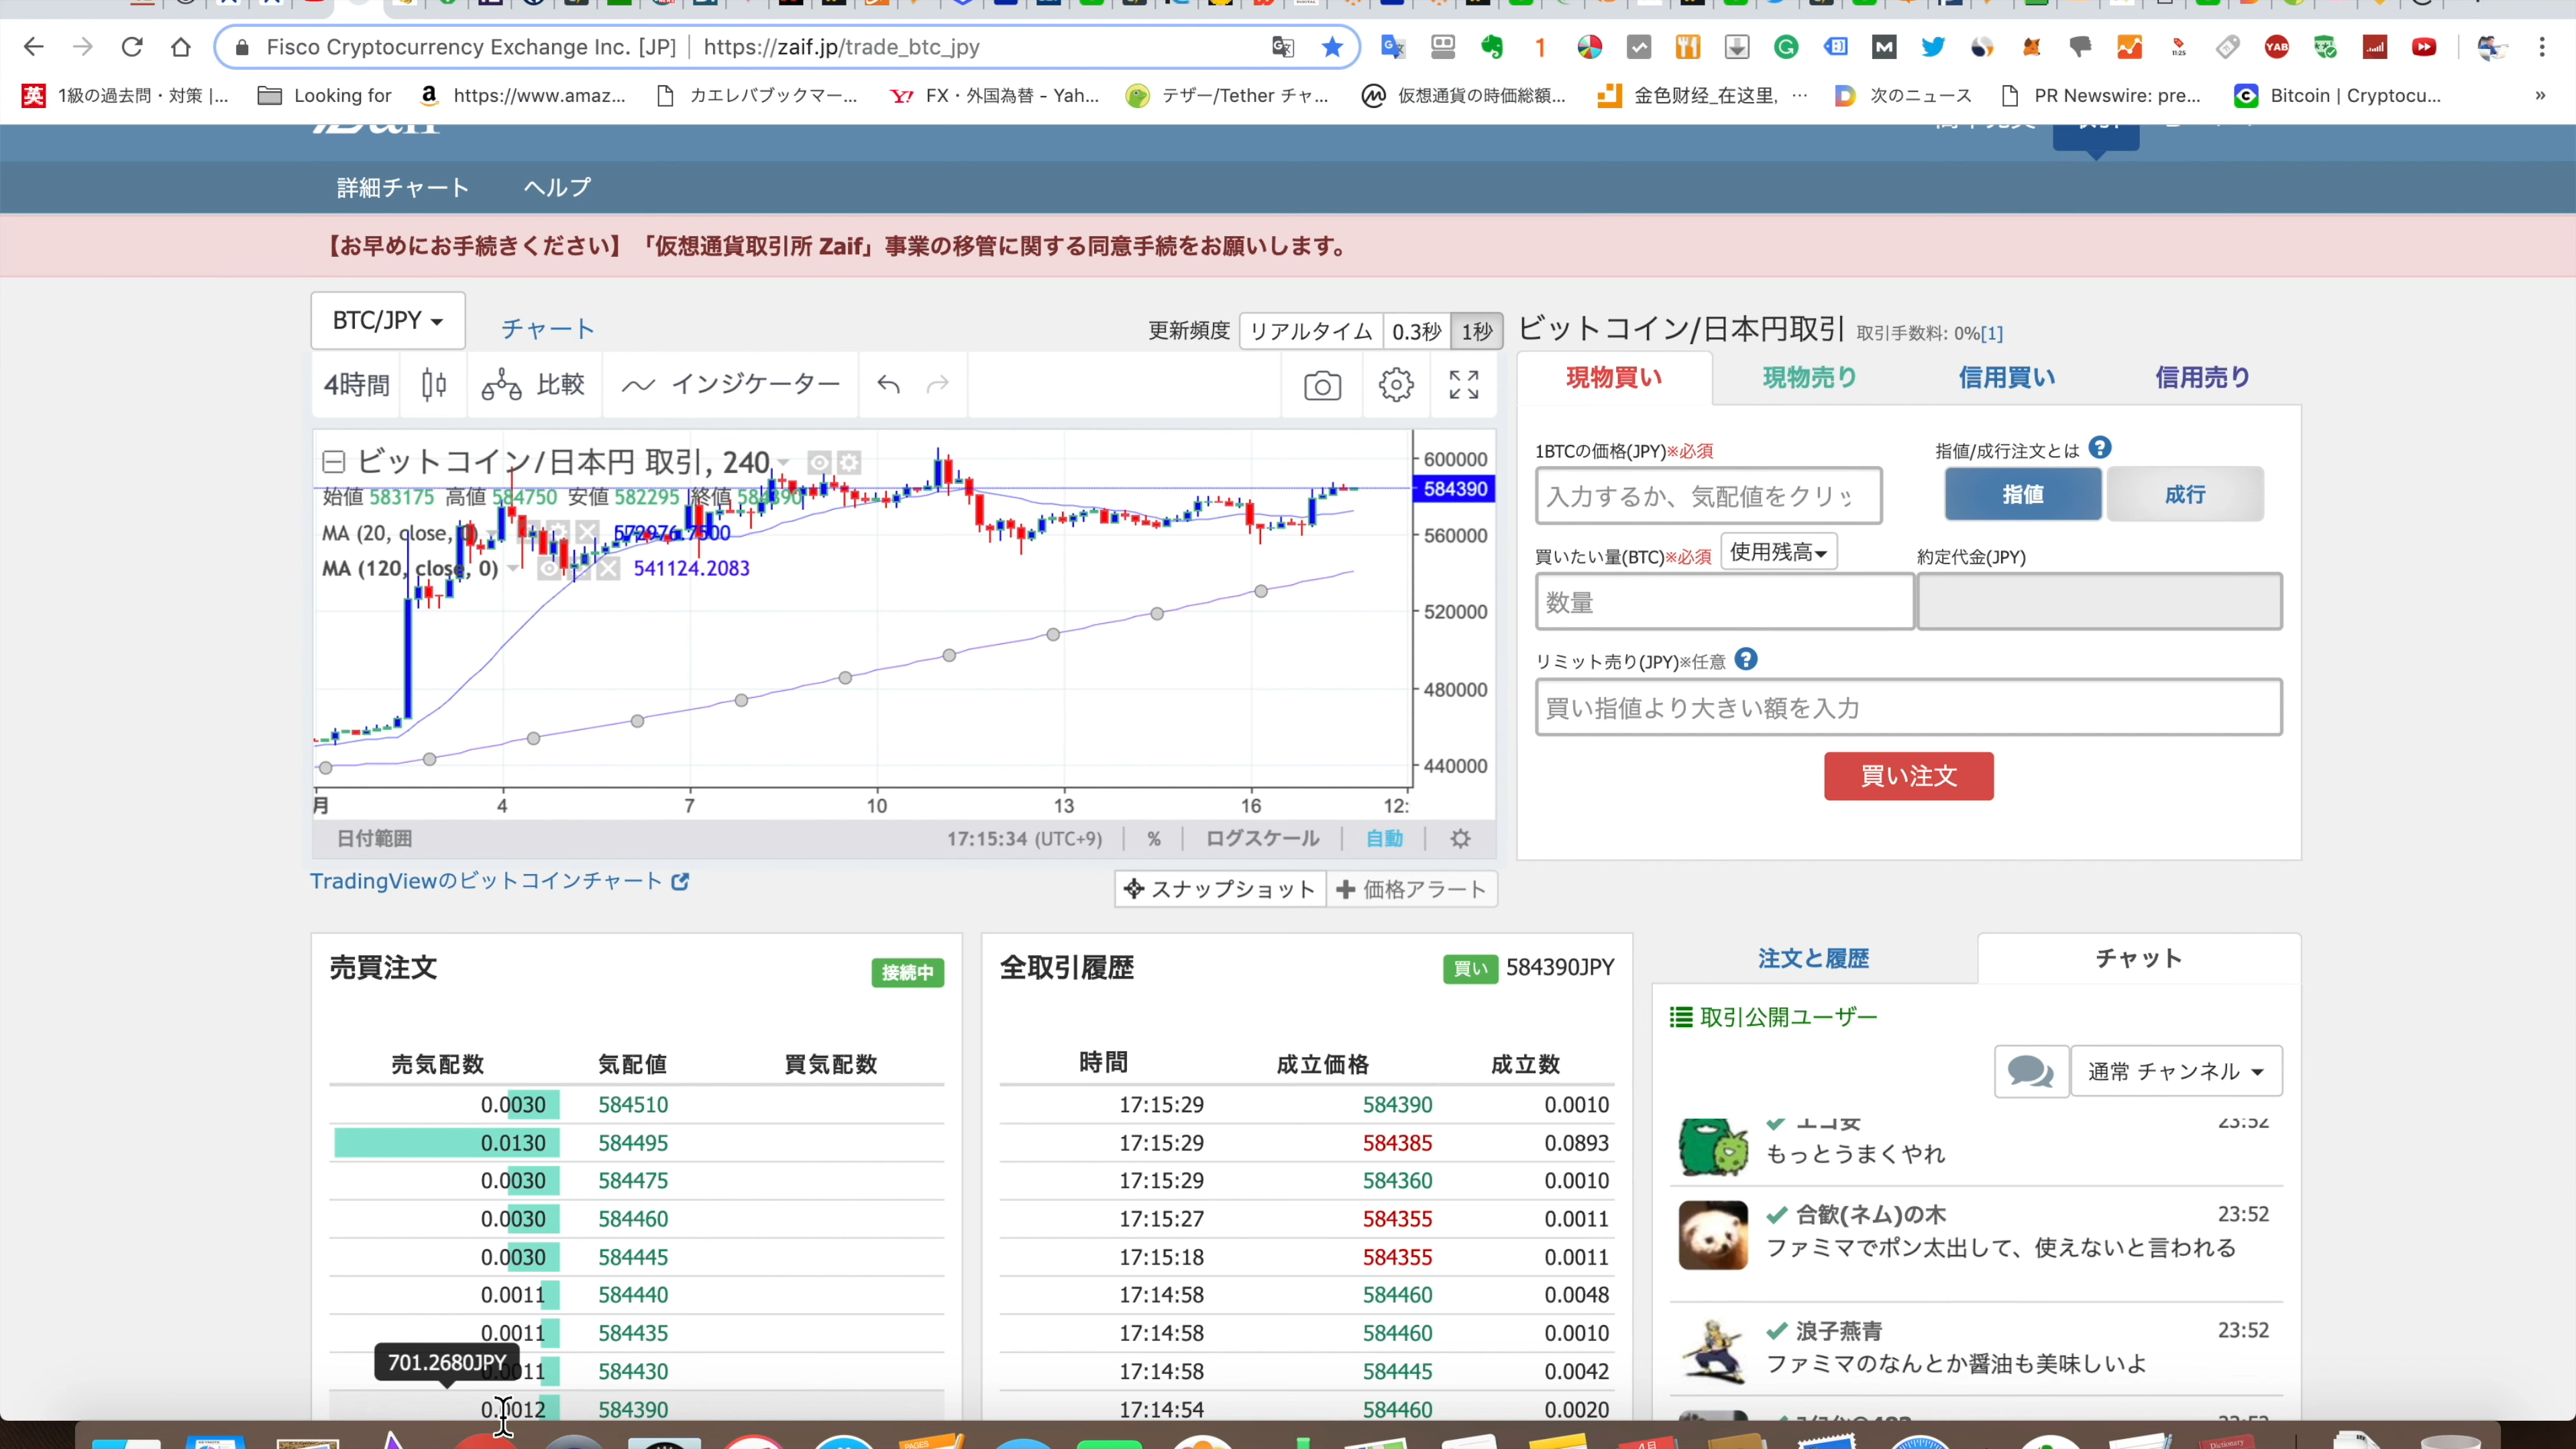 Fisco Cryptocurrency Exchange Inc. [JP] | https://zaif.jp/trade_btc_jpy
1級の過去問・対策 |...
Looking for
https://www.amaz...
カエレバブックマー...
FX・外国為替 - Yah...
テザー/Tether チャ...
仮想通貨の時価総額...
金色财经_在这里, ...
次のニュース
PR Newswire: pre...
Bitcoin | Cryptocu...
»
詳細チャート ヘルプ
【お早めにお手続きください】「仮想通貨取引所 Zaif」事業の移管に関する同意手続をお願いします。
BTC/JPY
チャート
更新頻度 リアルタイム 0.3秒 1秒
4時間 比較 インジケーター
ビットコイン/日本円 取引, 240
始値 583175 高値 584750 安値 582295 終値 584390
MA (20, close, 0) 572976.7500
MA (120, close, 0) 541124.2083
600000
584390
560000
520000
480000
440000
月 4 7 10 13 16 12:
日付範囲 17:15:34 (UTC+9) % ログスケール 自動
TradingViewのビットコインチャート
スナップショット 価格アラート
ビットコイン/日本円取引 取引手数料: 0%[1]
現物買い 現物売り 信用買い 信用売り
1BTCの価格(JPY)※必須
指値/成行注文とは
入力するか、気配値をクリッ
指値 成行
買いたい量(BTC)※必須 使用残高
約定代金(JPY)
数量
リミット売り(JPY)※任意
買い指値より大きい額を入力
買い注文
売買注文 接続中
売気配数 気配値 買気配数
0.0030 584510
0.0130 584495
0.0030 584475
0.0030 584460
0.0030 584445
0.0011 584440
0.0011 584435
701.2680JPY
584430
0.0012 584390
全取引履歴 買い 584390JPY
時間 成立価格 成立数
17:15:29 584390 0.0010
17:15:29 584385 0.0893
17:15:29 584360 0.0010
17:15:27 584355 0.0011
17:15:18 584355 0.0011
17:14:58 584460 0.0048
17:14:58 584460 0.0010
17:14:58 584445 0.0042
17:14:54 584460 0.0020
注文と履歴 チャット
取引公開ユーザー
通常 チャンネル
23:52
もっとうまくやれ
合歓(ネム)の木 23:52
ファミマでポン太出して、使えないと言われる
浪子燕青 23:52
ファミマのなんとか醤油も美味しいよ